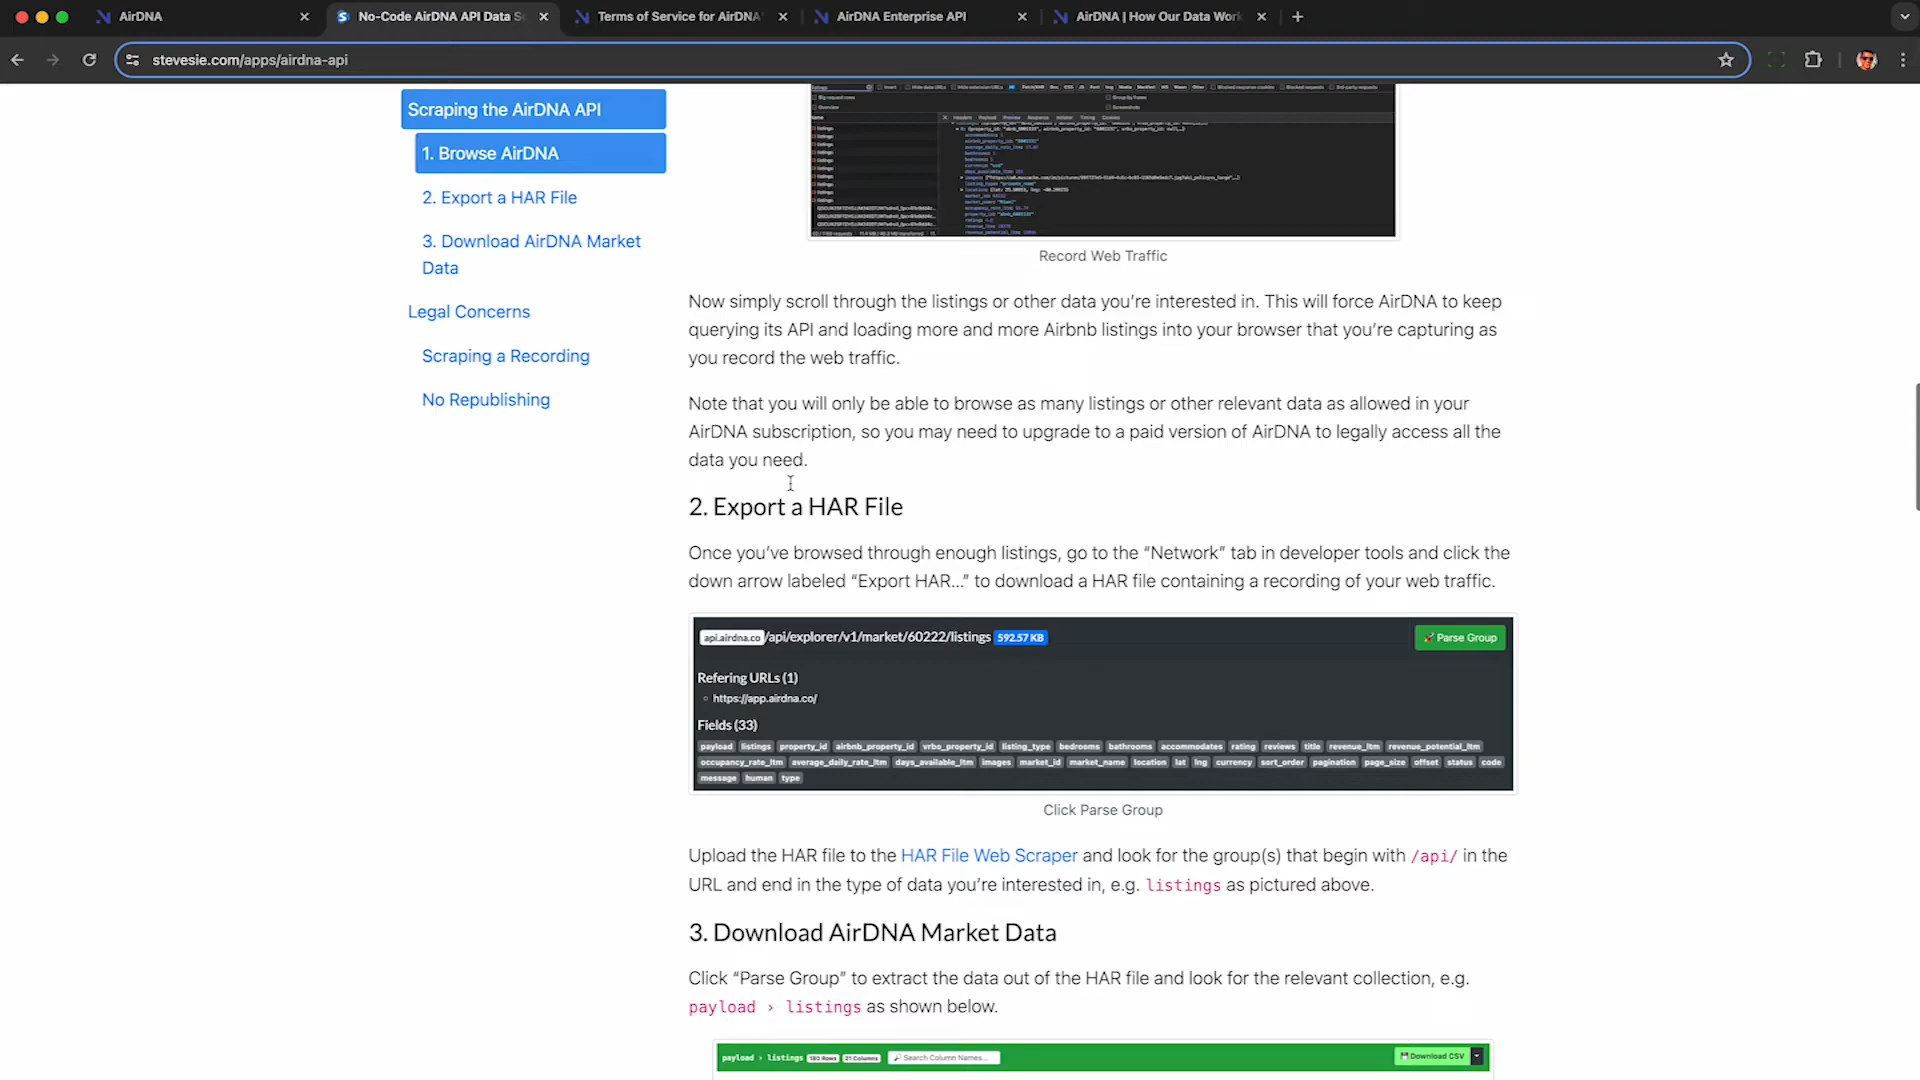 AirDNA
No-Code AirDNA API Data S
Terms of Service for AirDNA
AirDNA Enterprise API
AirDNA | How Our Data Work
stevesie.com/apps/airdna-api
Scraping the AirDNA API
1. Browse AirDNA
2. Export a HAR File
3. Download AirDNA Market
Data
Legal Concerns
Scraping a Recording
No Republishing
listings
listings
listings
listings
listings
listings
listings
listings
listings
listings
Record Web Traffic
Now simply scroll through the listings or other data you’re interested in. This will force AirDNA to keep
querying its API and loading more and more Airbnb listings into your browser that you’re capturing as
you record the web traffic.
Note that you will only be able to browse as many listings or other relevant data as allowed in your
AirDNA subscription, so you may need to upgrade to a paid version of AirDNA to legally access all the
data you need.
2. Export a HAR File
Once you’ve browsed through enough listings, go to the “Network” tab in developer tools and click the
down arrow labeled “Export HAR…” to download a HAR file containing a recording of your web traffic.
api.airdna.co/api/explorer/v1/market/60222/listings 592.57 KB
Parse Group
Refering URLs (1)
https://app.airdna.co/
Fields (33)
payload listings property_id airbnb_property_id vrbo_property_id listing_type bedrooms bathrooms accommodates rating reviews title revenue_ltm revenue_potential_ltm
occupancy_rate_ltm average_daily_rate_ltm days_available_ltm images market_id market_name location lat lng currency sort_order pagination page_size offset status code
message human type
Click Parse Group
Upload the HAR file to the HAR File Web Scraper and look for the group(s) that begin with /api/ in the
URL and end in the type of data you’re interested in, e.g. listings as pictured above.
3. Download AirDNA Market Data
Click “Parse Group” to extract the data out of the HAR file and look for the relevant collection, e.g.
payload › listings as shown below.
payload › listings 180 Rows 21 Columns Search Column Names... Download CSV